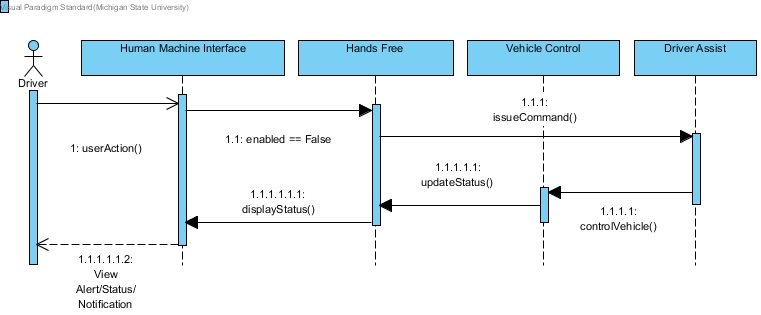 Visual Paradigm Standard(Michigan State University)
Human Machine Interface
Hands Free
Vehicle Control
Driver Assist
Driver
1.1.1:
issueCommand()
1: userAction()
1.1: enabled == False
1.1.1.1.1:
updateStatus()
1.1.1.1.1.1:
displayStatus()
1.1.1.1:
controlVehicle()
1.1.1.1.1.2:
View
Alert/Status/
Notification